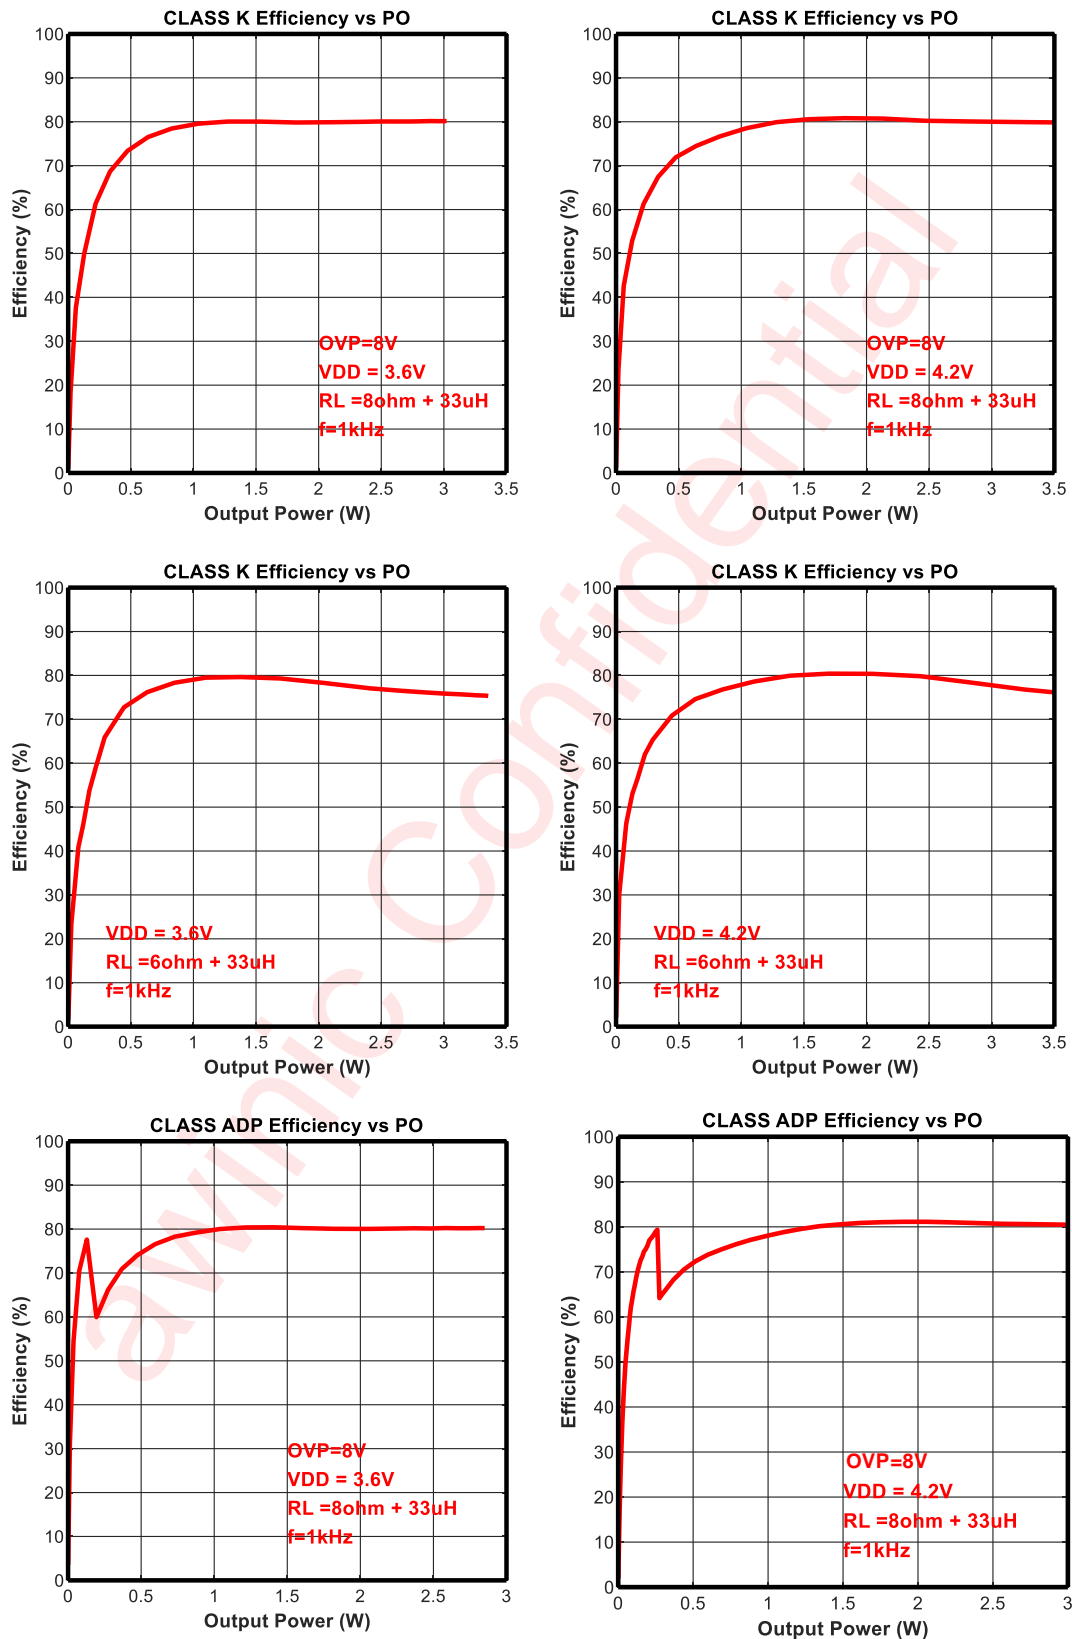 CLASS K Efficiency vs PO
100
90
80
70
60
50
40
30
20
10
0
Efficiency (%)
OVP=8V
VDD = 3.6V
RL =8ohm + 33uH
f=1kHz
0 0.5 1 1.5 2 2.5 3 3.5
Output Power (W)
CLASS K Efficiency vs PO
100
90
80
70
60
50
40
30
20
10
0
Efficiency (%)
OVP=8V
VDD = 4.2V
RL =8ohm + 33uH
f=1kHz
0 0.5 1 1.5 2 2.5 3 3.5
Output Power (W)
CLASS K Efficiency vs PO
100
90
80
70
60
50
40
30
20
10
0
Efficiency (%)
VDD = 3.6V
RL =6ohm + 33uH
f=1kHz
0 0.5 1 1.5 2 2.5 3 3.5
Output Power (W)
CLASS K Efficiency vs PO
100
90
80
70
60
50
40
30
20
10
0
Efficiency (%)
VDD = 4.2V
RL =6ohm + 33uH
f=1kHz
0 0.5 1 1.5 2 2.5 3 3.5
Output Power (W)
CLASS ADP Efficiency vs PO
100
90
80
70
60
50
40
30
20
10
0
Efficiency (%)
OVP=8V
VDD = 3.6V
RL =8ohm + 33uH
f=1kHz
0 0.5 1 1.5 2 2.5 3
Output Power (W)
CLASS ADP Efficiency vs PO
100
90
80
70
60
50
40
30
20
10
0
Efficiency (%)
OVP=8V
VDD = 4.2V
RL =8ohm + 33uH
f=1kHz
0 0.5 1 1.5 2 2.5 3
Output Power (W)
awinic Confidential